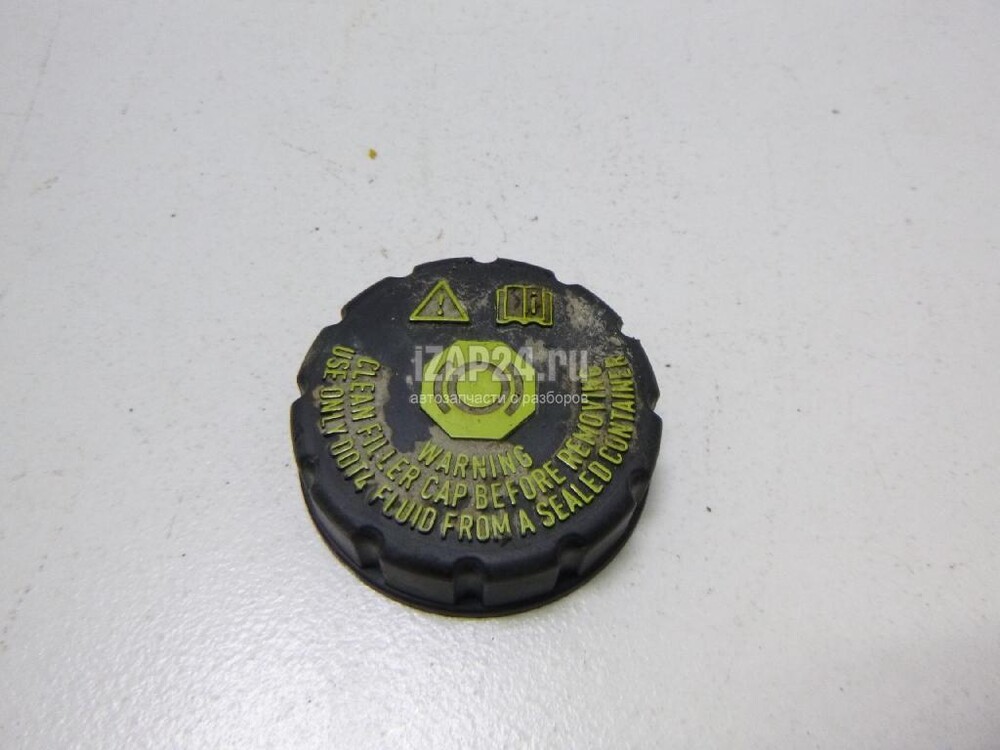 iZAP24.ru
автозапчасти с разборов
WARNING
CLEAN FILLER CAP BEFORE REMOVING
USE ONLY DOT4 FLUID FROM A SEALED CONTAINER